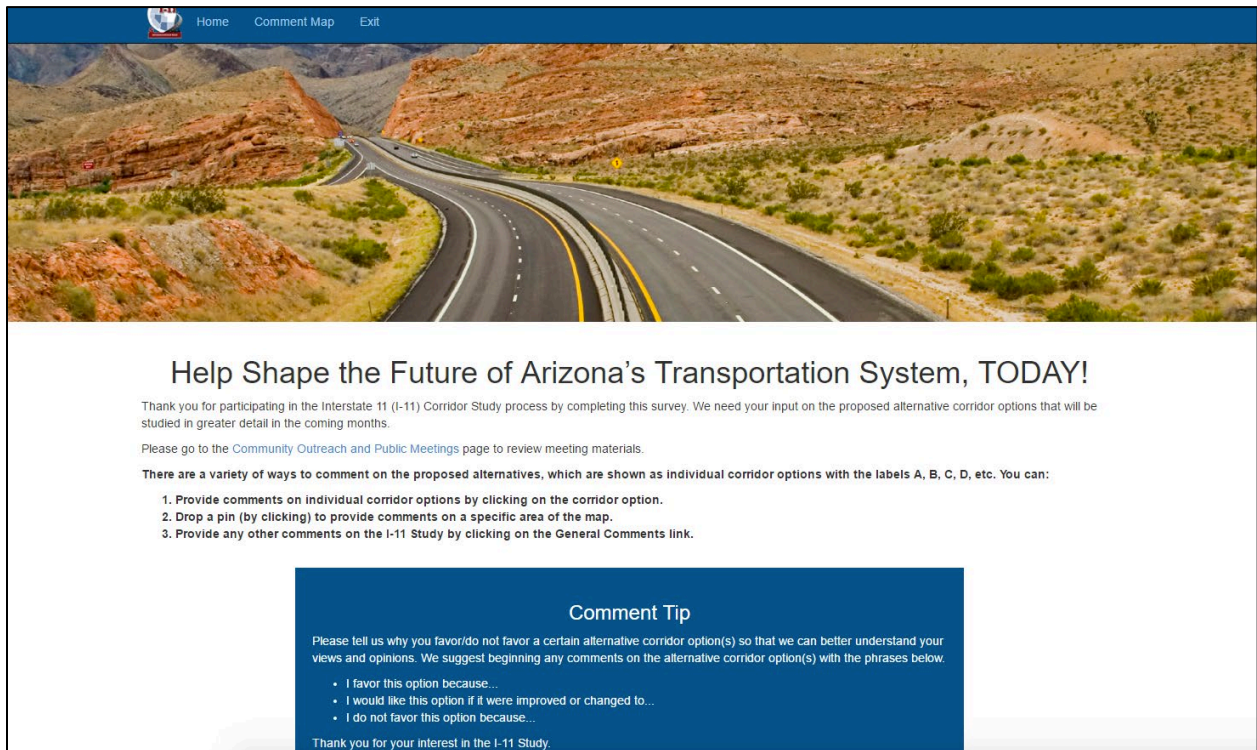 Home Comment Map Exit
Help Shape the Future of Arizona’s Transportation System, TODAY!
Thank you for participating in the Interstate 11 (I-11) Corridor Study process by completing this survey. We need your input on the proposed alternative corridor options that will be
studied in greater detail in the coming months.
Please go to the Community Outreach and Public Meetings page to review meeting materials.
There are a variety of ways to comment on the proposed alternatives, which are shown as individual corridor options with the labels A, B, C, D, etc. You can:
1. Provide comments on individual corridor options by clicking on the corridor option.
2. Drop a pin (by clicking) to provide comments on a specific area of the map.
3. Provide any other comments on the I-11 Study by clicking on the General Comments link.
Comment Tip
Please tell us why you favor/do not favor a certain alternative corridor option(s) so that we can better understand your
views and opinions. We suggest beginning any comments on the alternative corridor option(s) with the phrases below.
• I favor this option because...
• I would like this option if it were improved or changed to...
• I do not favor this option because...
Thank you for your interest in the I-11 Study.